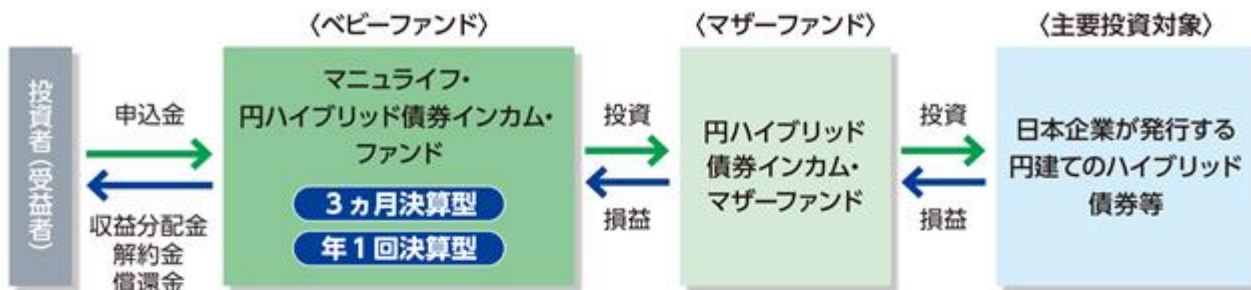 〈ベビーファンド〉
〈マザーファンド〉
〈主要投資対象〉
投資者(受益者)
申込金
収益分配金
解約金
償還金
マニュライフ・
円ハイブリッド債券インカム・
ファンド
3ヵ月決算型
年1回決算型
投資
損益
円ハイブリッド
債券インカム・
マザーファンド
投資
損益
日本企業が発行する
円建てのハイブリッド
債券等